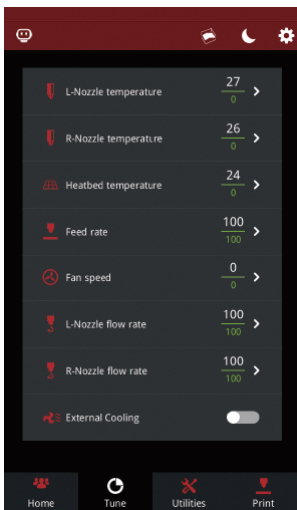 L-Nozzle temperature 27
0
R-Nozzle temperature 26
0
Heatbed temperature 24
0
Feed rate 100
100
Fan speed 0
0
L-Nozzle flow rate 100
100
R-Nozzle flow rate 100
100
External Cooling
Home Tune Utilities Print